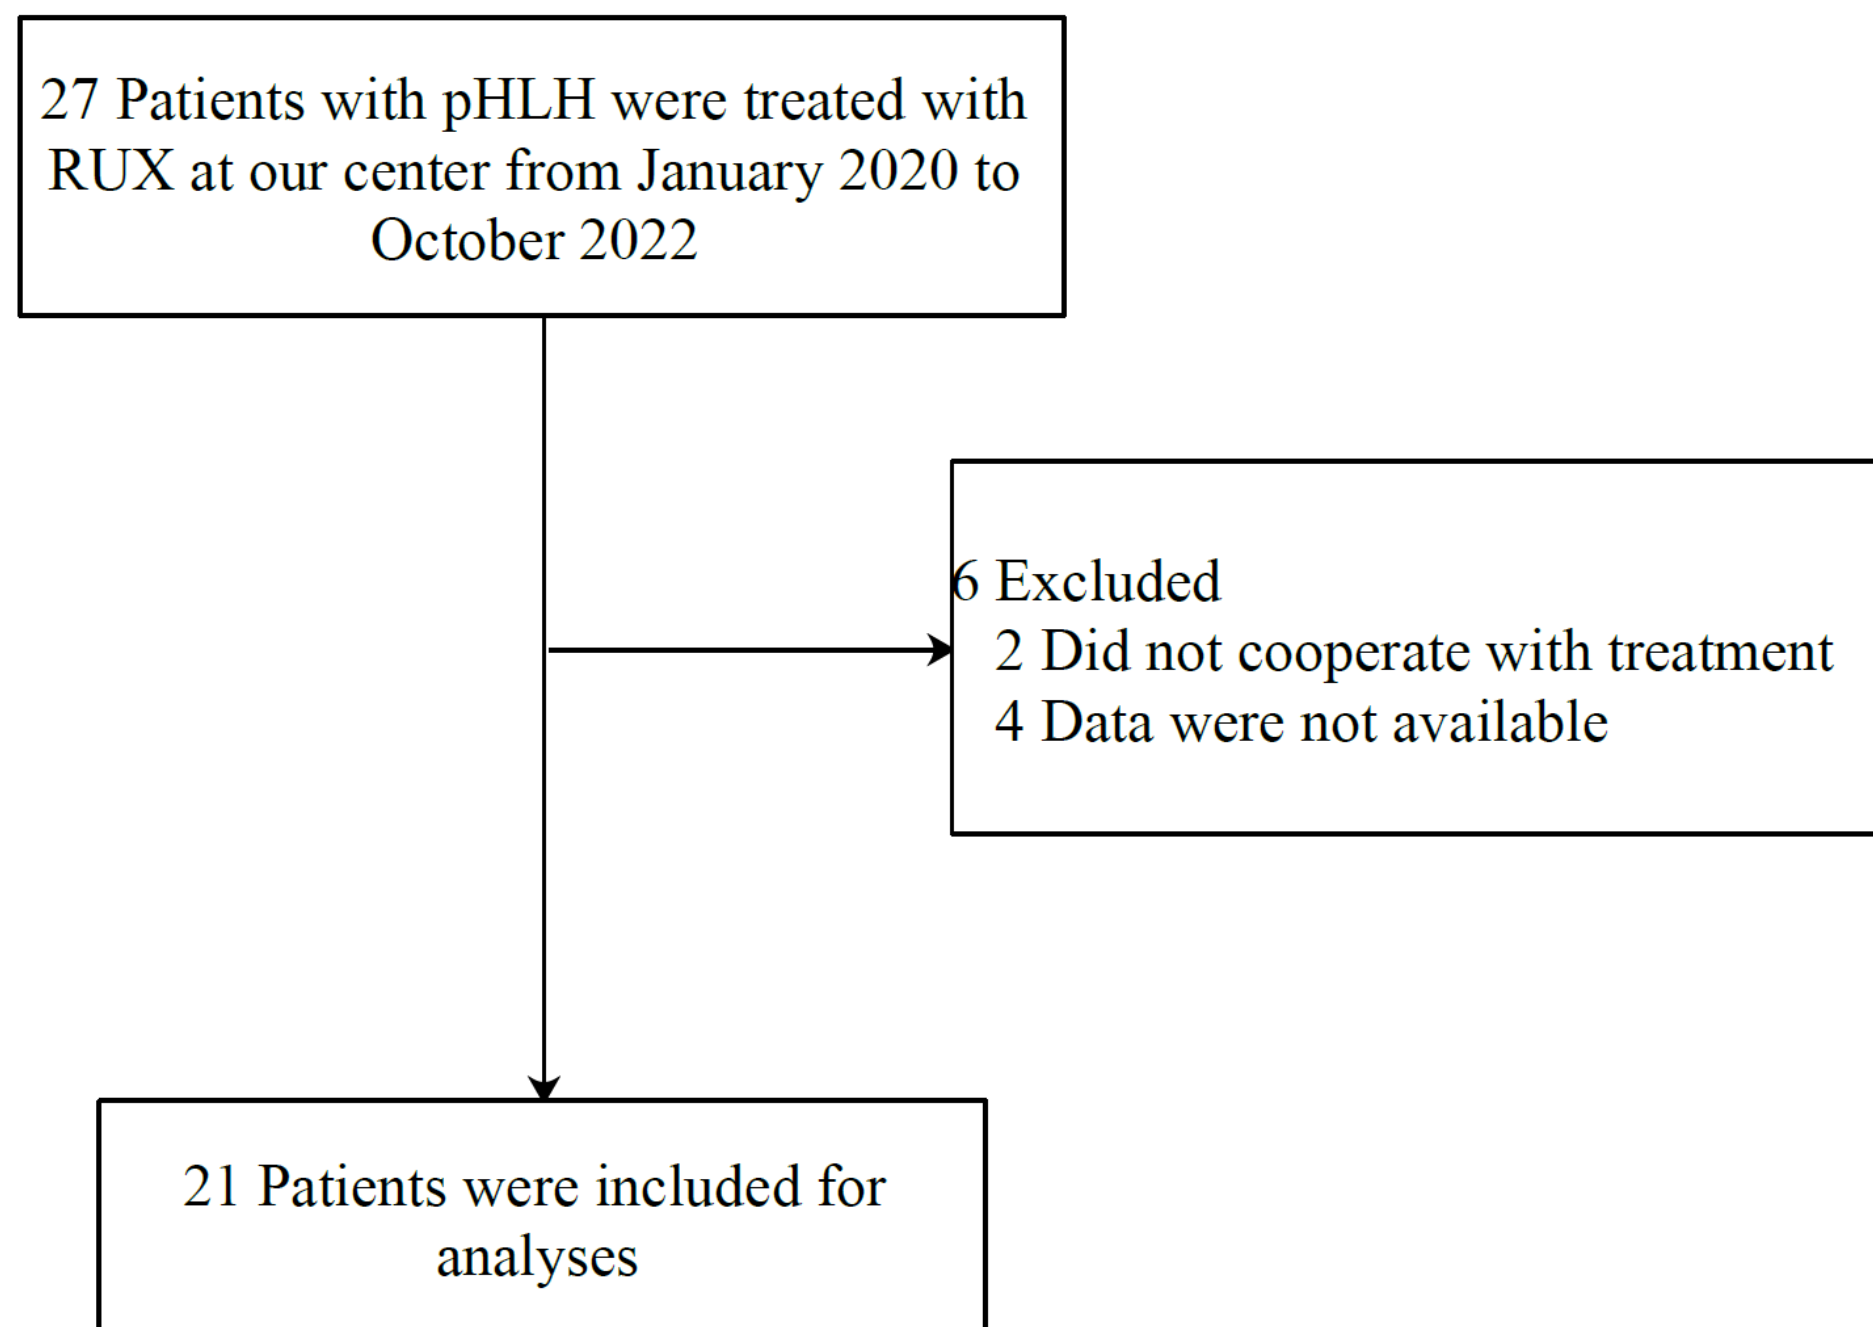 27 Patients with pHLH were treated with
RUX at our center from January 2020 to
October 2022
6 Excluded
2 Did not cooperate with treatment
4 Data were not available
21 Patients were included for
analyses